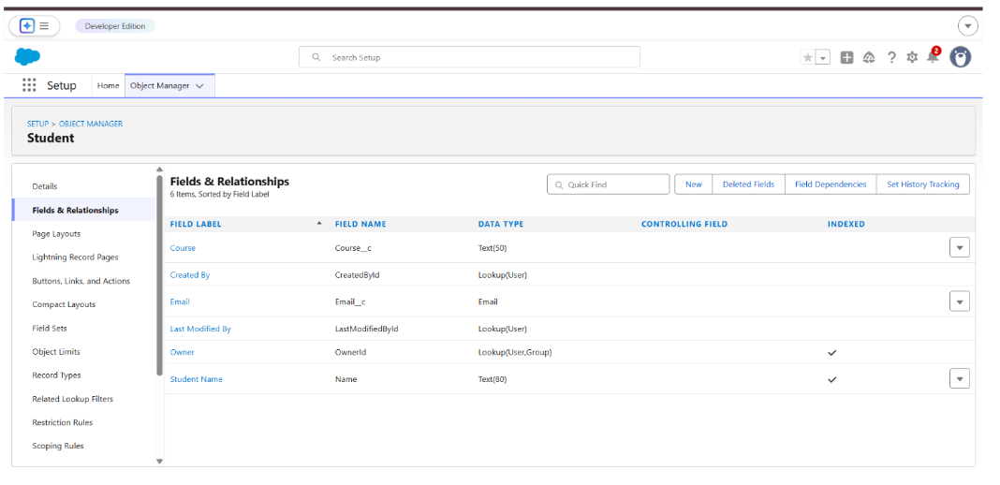 Developer Edition
Search Setup
2
Setup Home Object Manager
SETUP > OBJECT MANAGER
Student
Details
Fields & Relationships
Page Layouts
Lightning Record Pages
Buttons, Links, and Actions
Compact Layouts
Field Sets
Object Limits
Record Types
Related Lookup Filters
Restriction Rules
Scoping Rules
Fields & Relationships
6 Items, Sorted by Field Label
Quick Find New Deleted Fields Field Dependencies Set History Tracking
FIELD LABEL FIELD NAME DATA TYPE CONTROLLING FIELD INDEXED
Course Course__c Text(50)
Created By CreatedById Lookup(User)
Email Email__c Email
Last Modified By LastModifiedById Lookup(User)
Owner OwnerId Lookup(User,Group)
Student Name Name Text(80)